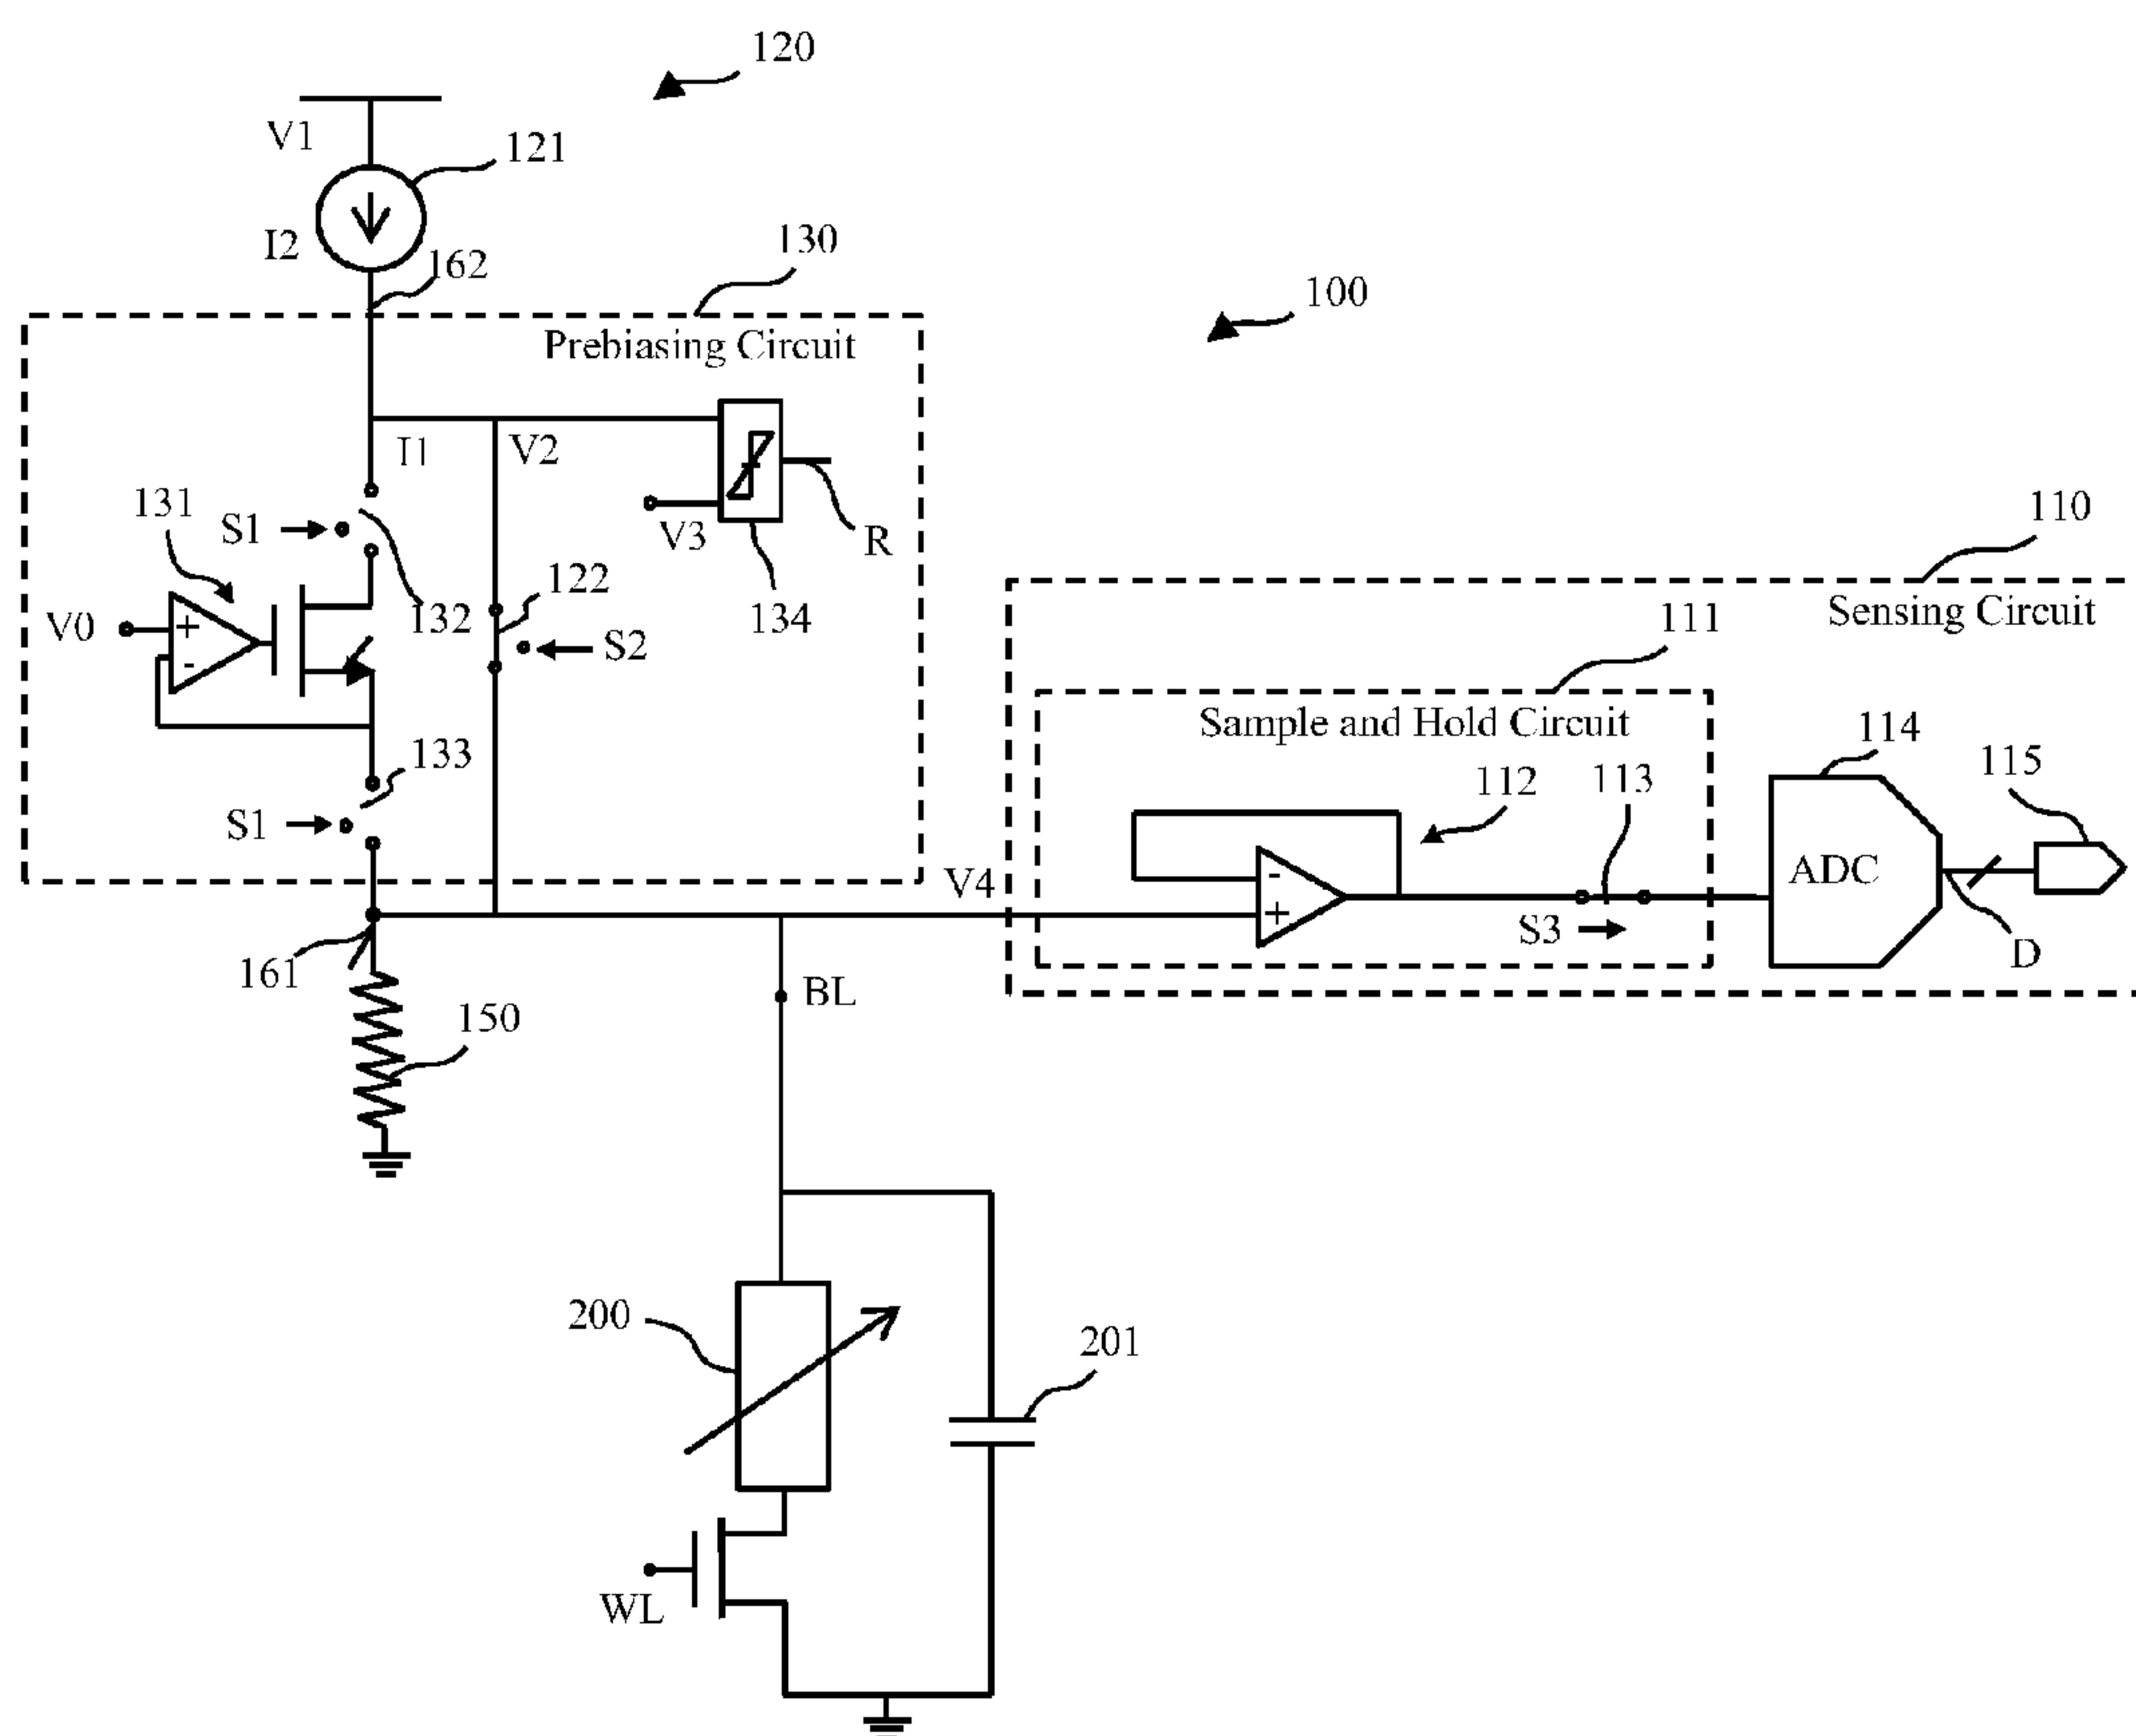 120
V1
121
I2
162
130
100
Prebiasing Circuit
I1
V2
131
S1
V3
R
110
V0
+
-
132
122
S2
134
111
Sensing Circuit
Sample and Hold Circuit
133
112
113
114
115
S1
V4
-
+
ADC
S3
D
161
BL
150
200
201
WL